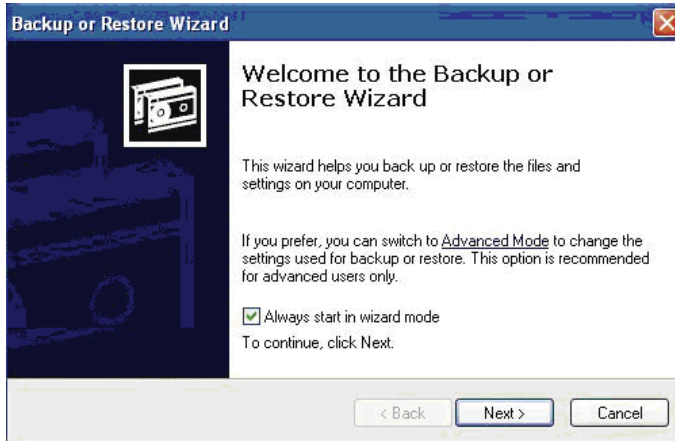 Backup or Restore Wizard
Welcome to the Backup or
Restore Wizard
This wizard helps you back up or restore the files and
settings on your computer.
If you prefer, you can switch to Advanced Mode to change the
settings used for backup or restore. This option is recommended
for advanced users only.
Always start in wizard mode
To continue, click Next.
< Back Next > Cancel